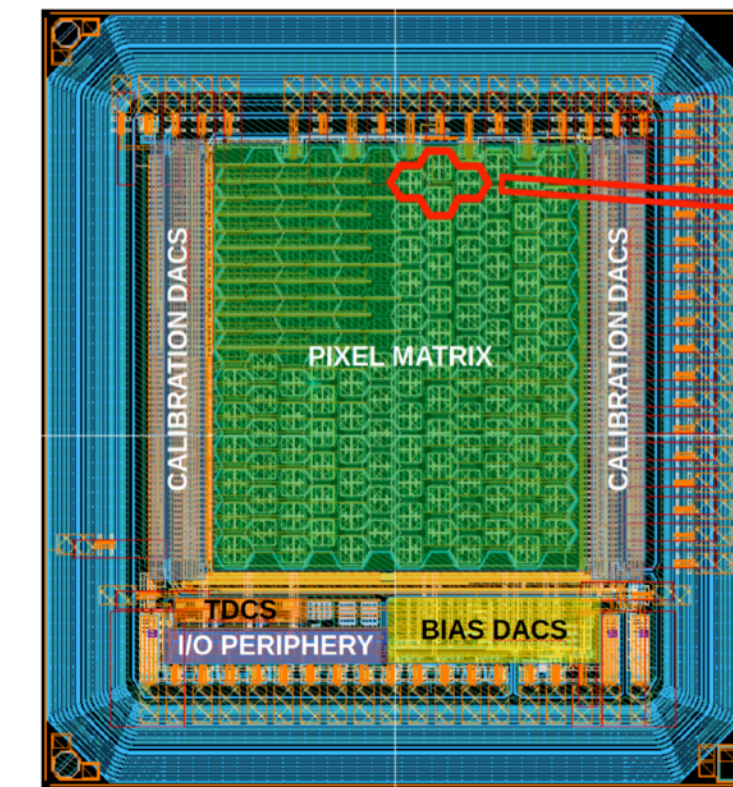 CALIBRATION DACS
PIXEL MATRIX
CALIBRATION DACS
TDCS
I/O PERIPHERY
BIAS DACS